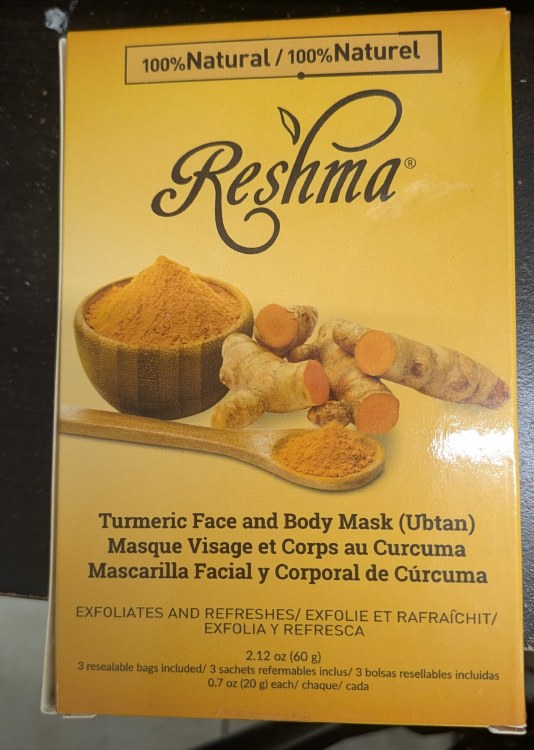 100%Natural / 100%Naturel
Reshma®
Turmeric Face and Body Mask (Ubtan)
Masque Visage et Corps au Curcuma
Mascarilla Facial y Corporal de Cúrcuma
EXFOLIATES AND REFRESHES/ EXFOLIE ET RAFRAÎCHIT/
EXFOLIA Y REFRESCA
2.12 oz (60 g)
3 resealable bags included/ 3 sachets refermables inclus/ 3 bolsas resellables incluidas
0.7 oz (20 g) each/ chaque/ cada